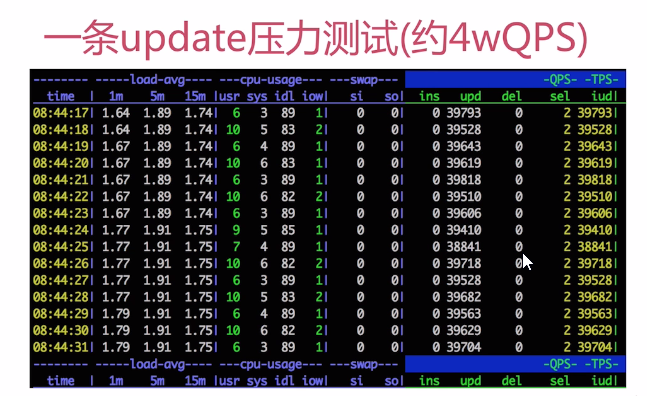 一条update压力测试(约4wQPS)
-------- -----load-avg---- ---cpu-usage--- ---swap---                     -QPS- -TPS-
  time  |  1m    5m   15m |usr sys idl iow|   si   so|  ins   upd   del    sel   iud|
08:44:17| 1.64  1.89  1.74|  6   3  89   1|    0    0|    0 39793     0      2 39793|
08:44:18| 1.64  1.89  1.74| 10   5  83   2|    0    0|    0 39528     0      2 39528|
08:44:19| 1.67  1.89  1.74|  6   4  89   1|    0    0|    0 39643     0      2 39643|
08:44:20| 1.67  1.89  1.74| 10   6  83   1|    0    0|    0 39619     0      2 39619|
08:44:21| 1.67  1.89  1.74|  6   3  89   1|    0    0|    0 39818     0      2 39818|
08:44:22| 1.67  1.89  1.74| 10   6  82   2|    0    0|    0 39510     0      2 39510|
08:44:23| 1.67  1.89  1.74|  6   3  89   1|    0    0|    0 39606     0      2 39606|
08:44:24| 1.77  1.91  1.75|  9   5  85   1|    0    0|    0 39410     0      2 39410|
08:44:25| 1.77  1.91  1.75|  7   4  89   1|    0    0|    0 38841     0      2 38841|
08:44:26| 1.77  1.91  1.75| 10   6  82   2|    0    0|    0 39718     0      2 39718|
08:44:27| 1.77  1.91  1.75|  6   3  89   1|    0    0|    0 39528     0      2 39528|
08:44:28| 1.77  1.91  1.75| 10   5  83   2|    0    0|    0 39682     0      2 39682|
08:44:29| 1.79  1.91  1.75|  6   4  89   1|    0    0|    0 39563     0      2 39563|
08:44:30| 1.79  1.91  1.75| 10   6  82   2|    0    0|    0 39629     0      2 39629|
08:44:31| 1.79  1.91  1.75|  6   3  89   1|    0    0|    0 39704     0      2 39704|
-------- -----load-avg---- ---cpu-usage--- ---swap---                     -QPS- -TPS-
  time  |  1m    5m   15m |usr sys idl iow|   si   so|  ins   upd   del    sel   iud|